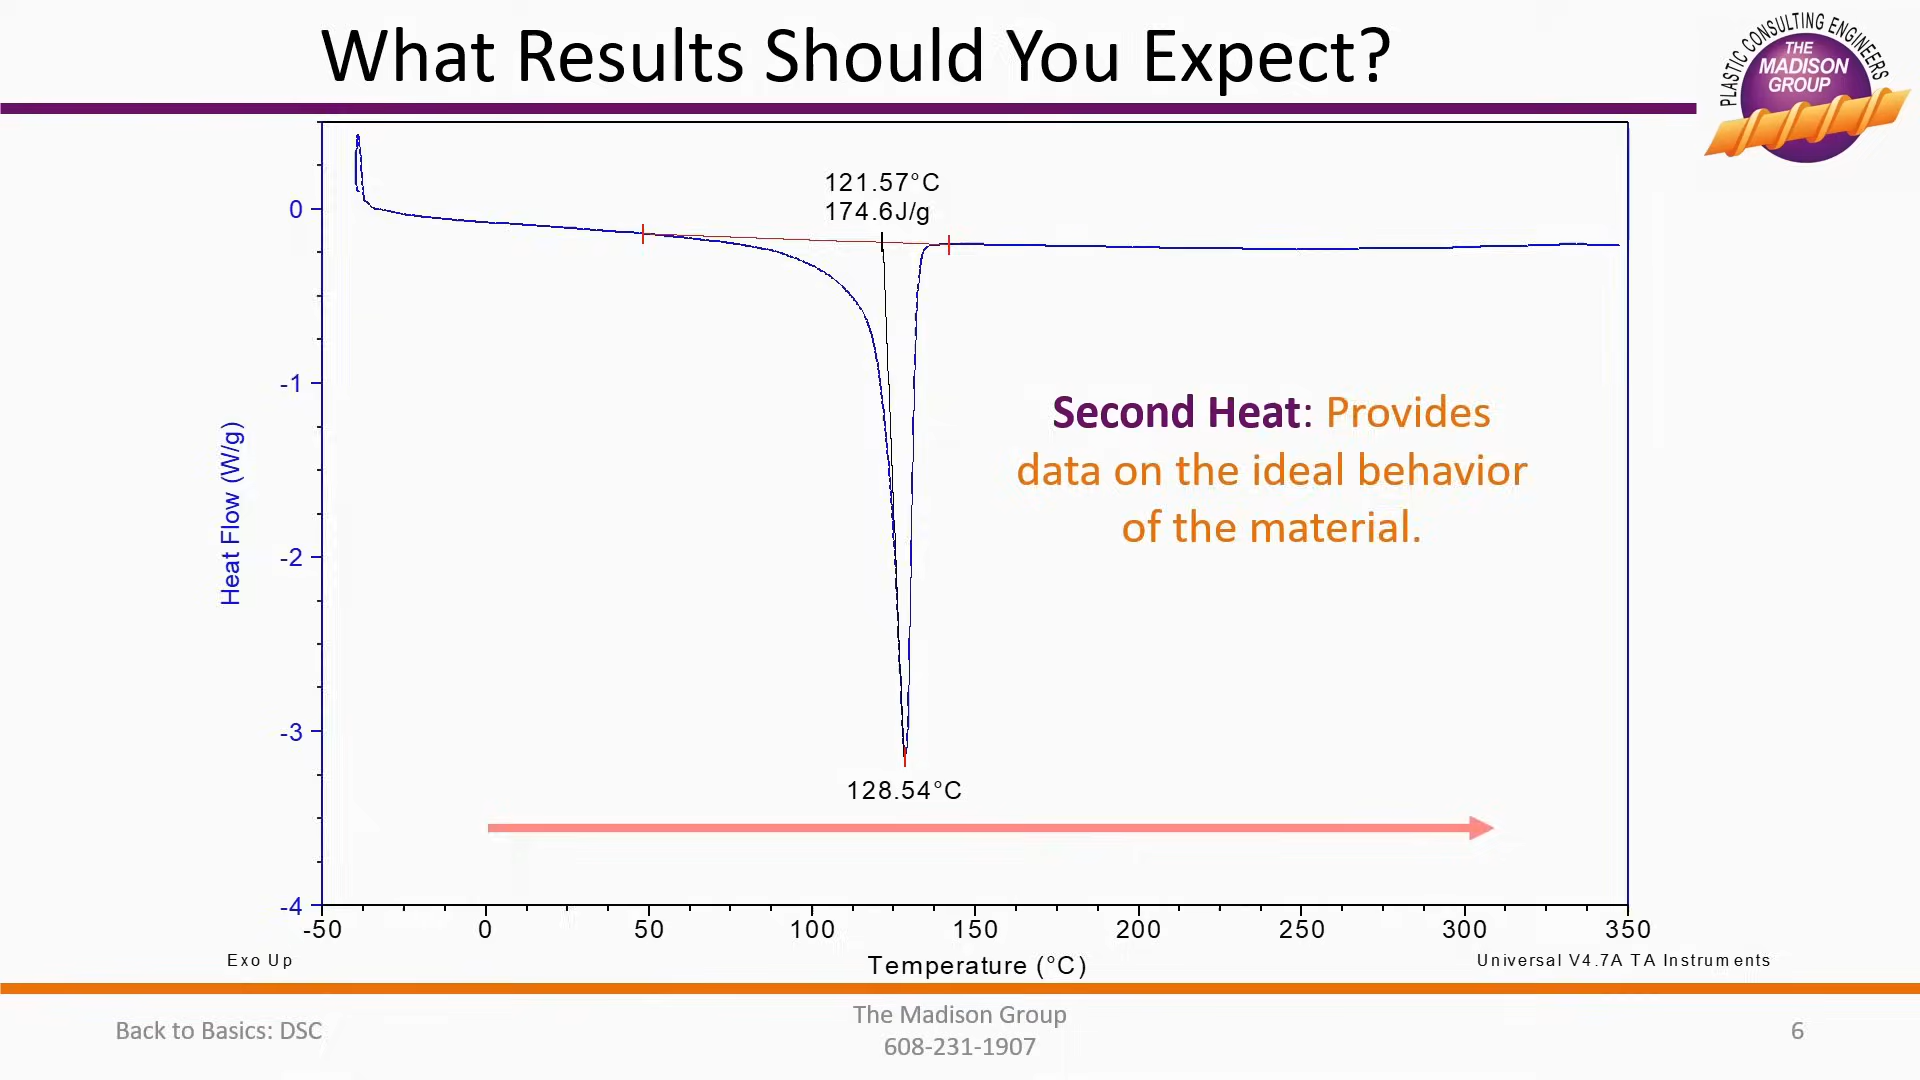 What Results Should You Expect?
PLASTIC CONSULTING ENGINEERS
THE
MADISON
GROUP
121.57°C
174.6J/g
0
-1
-2
-3
-4
Heat Flow (W/g)
Second Heat: Provides
data on the ideal behavior
of the material.
128.54°C
-50 0 50 100 150 200 250 300 350
Exo Up
Temperature (°C)
Universal V4.7A TA Instruments
Back to Basics: DSC
The Madison Group
608-231-1907
6